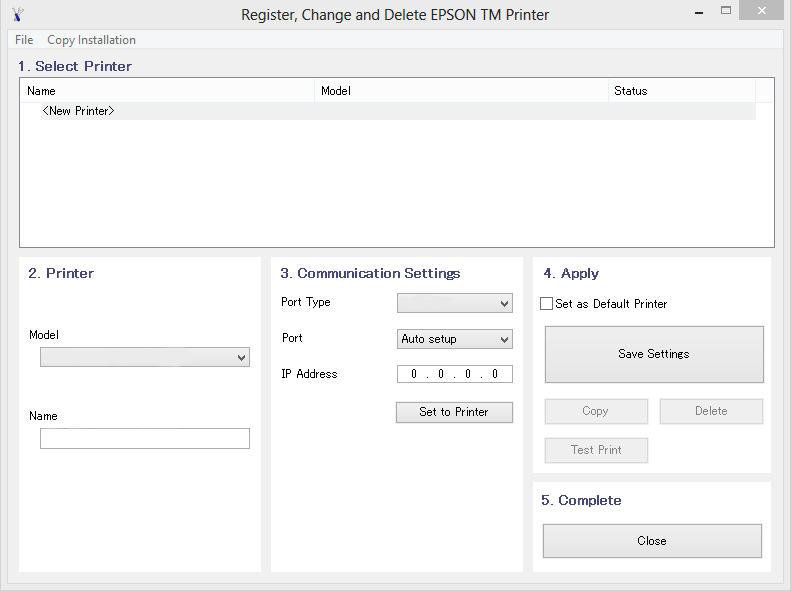 Register, Change and Delete EPSON TM Printer
File Copy Installation
1. Select Printer
Name Model Status
<New Printer>
2. Printer
Model
Name
3. Communication Settings
Port Type
Port Auto setup
IP Address 0 . 0 . 0 . 0
Set to Printer
4. Apply
Set as Default Printer
Save Settings
Copy Delete
Test Print
5. Complete
Close